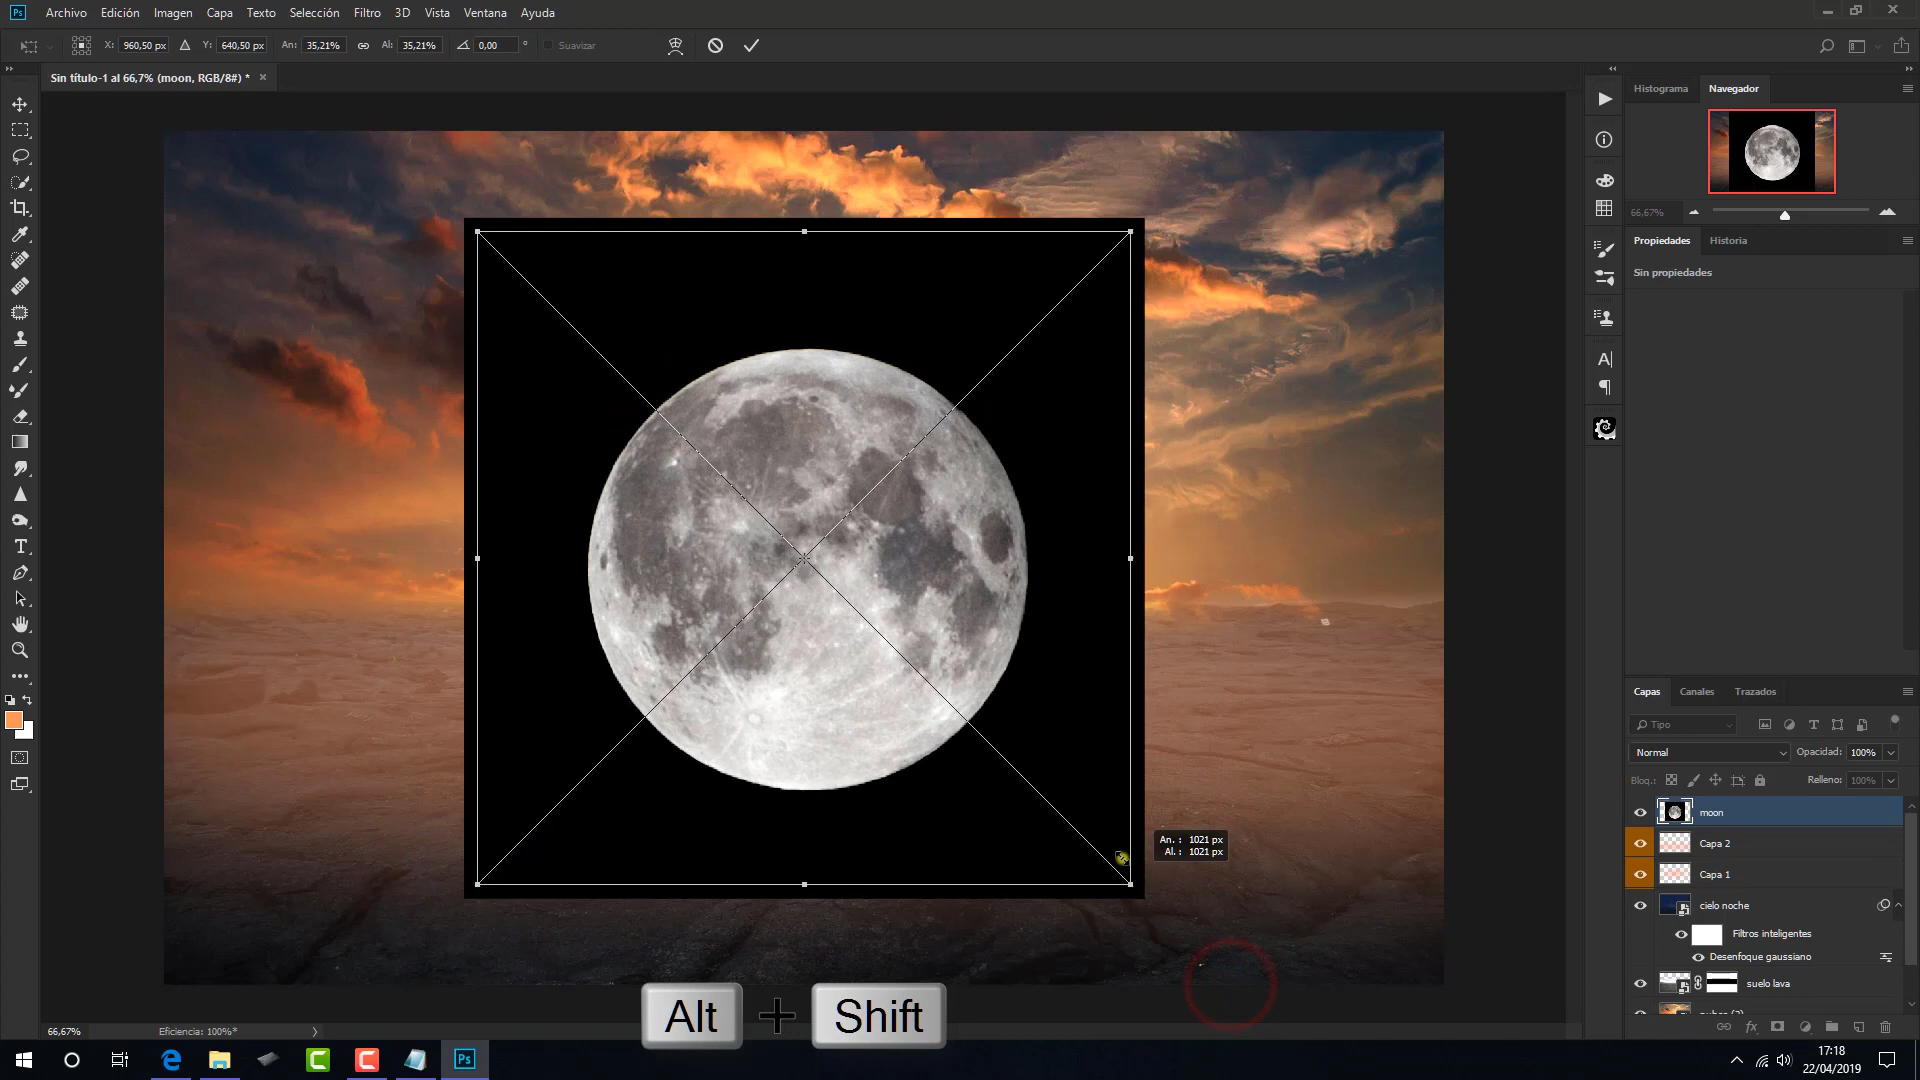 Ps Archivo Edición Imagen Capa Texto Selección Filtro 3D Vista Ventana Ayuda
X: 960,50 px Y: 640,50 px An: 35,21% Al: 35,21% 0,00 ° Suavizar
Sin título-1 al 66,7% (moon, RGB/8#) * ×
Histograma Navegador
66,67%
Propiedades Historia
Sin propiedades
Capas Canales Trazados
Tipo
Normal Opacidad: 100%
Bloq.: Relleno: 100%
moon
An. : 1021 px
Al. : 1021 px
Capa 2
Capa 1
cielo noche
Filtros inteligentes
Desenfoque gaussiano
suelo lava
Alt + Shift
66,67% Eficiencia: 100%*
Ps
17:18
22/04/2019